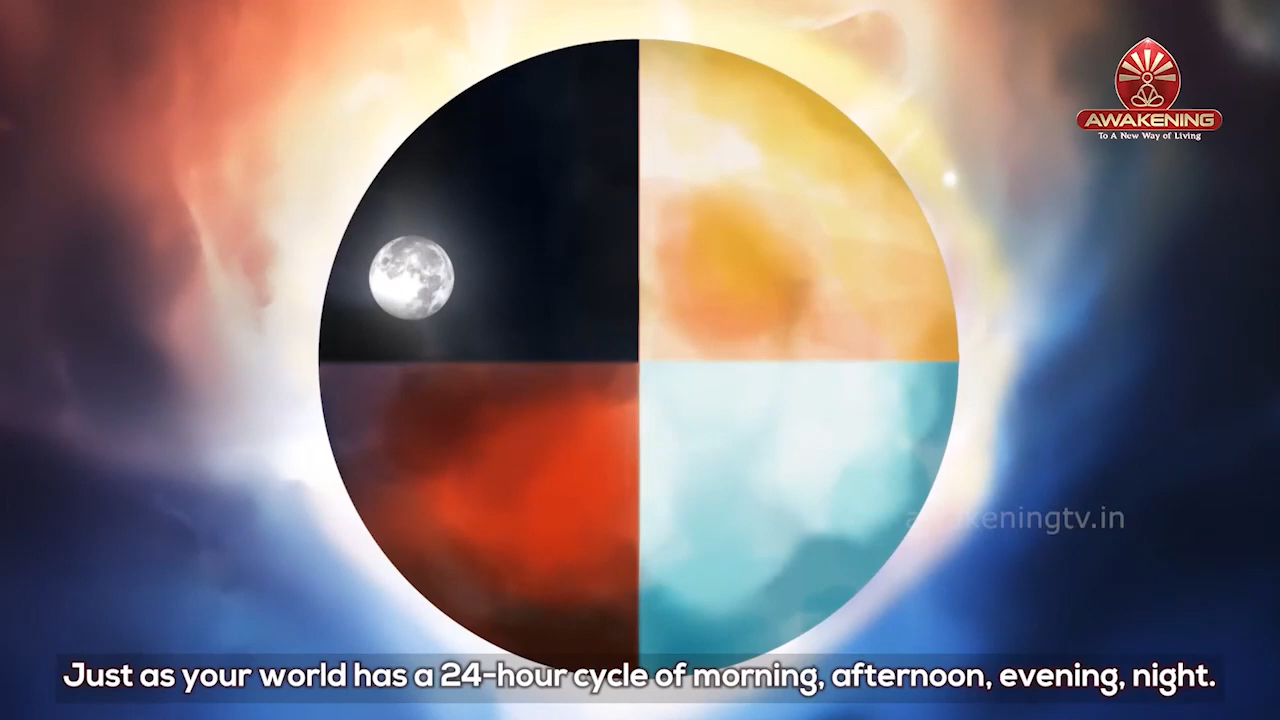 AWAKENING
To A New Way of Living
awakeningtv.in
Just as your world has a 24-hour cycle of morning, afternoon, evening, night.